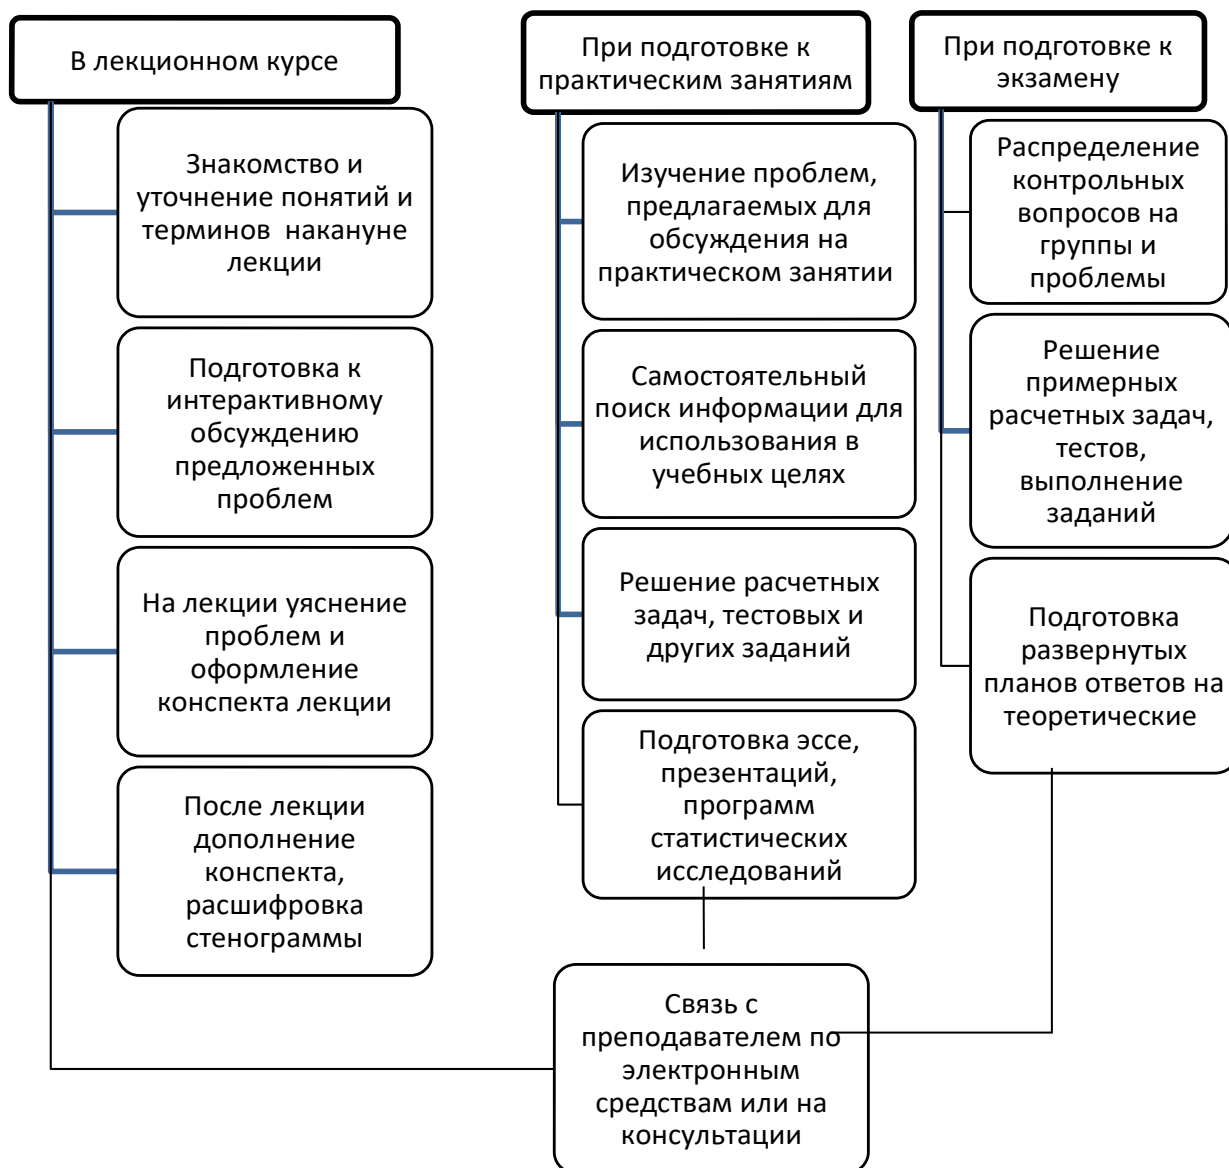 В лекционном курсе
Знакомство и
уточнение понятий и
терминов накануне
лекции
Подготовка к
интерактивному
обсуждению
предложенных
проблем
На лекции уяснение
проблем и
оформление
конспекта лекции
После лекции
дополнение
конспекта,
расшифровка
стенограммы
При подготовке к
практическим занятиям
Изучение проблем,
предлагаемых для
обсуждения на
практическом занятии
Самостоятельный
поиск информации для
использования в
учебных целях
Решение расчетных
задач, тестовых и
других заданий
Подготовка эссе,
презентаций,
программ
статистических
исследований
При подготовке к
экзамену
Распределение
контрольных
вопросов на
группы и
проблемы
Решение
примерных
расчетных задач,
тестов,
выполнение
заданий
Подготовка
развернутых
планов ответов на
теоретические
Связь с
преподавателем по
электронным
средствам или на
консультации